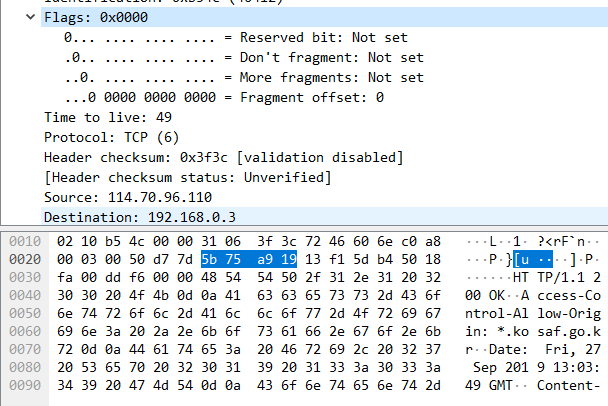 Flags: 0x0000
0... .... .... .... = Reserved bit: Not set
.0.. .... .... .... = Don't fragment: Not set
..0. .... .... .... = More fragments: Not set
...0 0000 0000 0000 = Fragment offset: 0
Time to live: 49
Protocol: TCP (6)
Header checksum: 0x3f3c [validation disabled]
[Header checksum status: Unverified]
Source: 114.70.96.110
Destination: 192.168.0.3
0010 02 10 b5 4c 00 00 31 06 3f 3c 72 46 60 6e c0 a8 ···L··1· ?<rF`n··
0020 00 03 00 50 d7 7d 5b 75 a9 19 13 f1 5d b4 50 18 ···P·}[u ····]·P·
0030 fa 00 dd f6 00 00 48 54 54 50 2f 31 2e 31 20 32 ······HT TP/1.1 2
0040 30 30 20 4f 4b 0d 0a 41 63 63 65 73 73 2d 43 6f 00 OK··A ccess-Co
0050 6e 74 72 6f 6c 2d 41 6c 6c 6f 77 2d 4f 72 69 67 ntrol-Al low-Orig
0060 69 6e 3a 20 2a 2e 6b 6f 73 61 66 2e 67 6f 2e 6b in: *.ko saf.go.k
0070 72 0d 0a 44 61 74 65 3a 20 46 72 69 2c 20 32 37 r··Date: Fri, 27
0080 20 53 65 70 20 32 30 31 39 20 31 33 3a 30 33 3a Sep 201 9 13:03:
0090 34 39 20 47 4d 54 0d 0a 43 6f 6e 74 65 6e 74 2d 49 GMT·· Content-